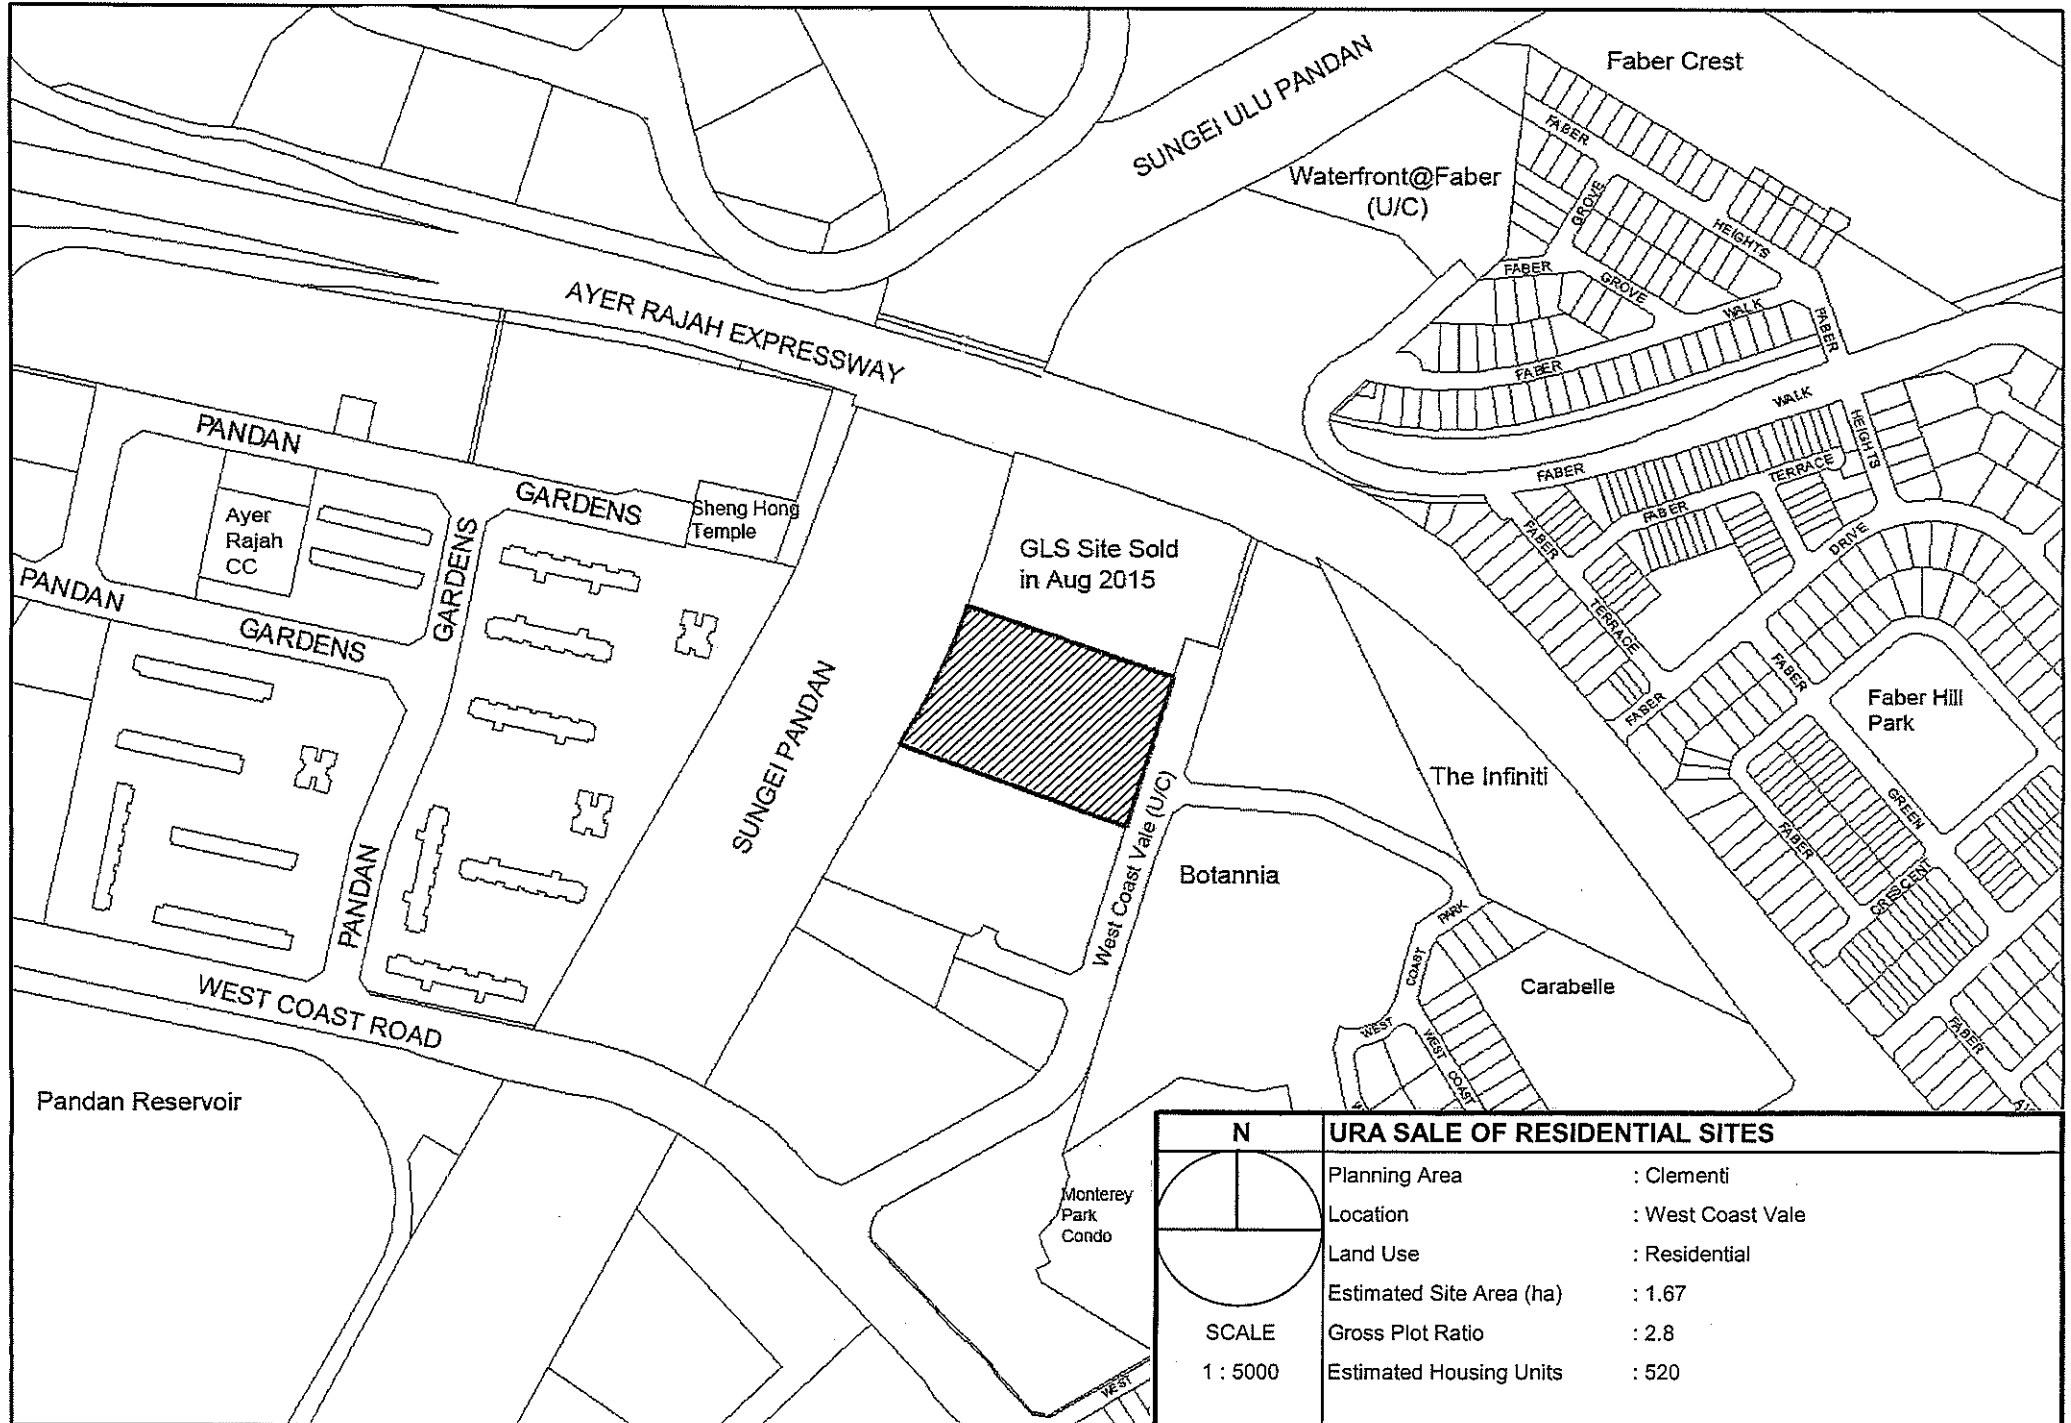 Faber Crest
SUNGEI ULU PANDAN
Waterfront@Faber
(U/C)
FABER
GROVE
HEIGHTS
FABER
GROVE
WALK
FABER
FABER
WALK
AYER RAJAH EXPRESSWAY
FABER
HEIGHTS
TERRACE
FABER
FABER
DRIVE
TERRACE
FABER
FABER
PANDAN
GARDENS
Sheng Hong
Temple
Ayer
Rajah
CC
GARDENS
PANDAN
GARDENS
GLS Site Sold
in Aug 2015
SUNGEI PANDAN
Faber Hill
Park
The Infiniti
GREEN
FABER
CRESCENT
West Coast Vale (U/C)
Botannia
PANDAN
PARK
COAST
WEST
WEST
COAST
Carabelle
FABER
WEST COAST ROAD
Pandan Reservoir
Monterey
Park
Condo
WEST
N
URA SALE OF RESIDENTIAL SITES
Planning Area : Clementi
Location : West Coast Vale
Land Use : Residential
Estimated Site Area (ha) : 1.67
SCALE
Gross Plot Ratio : 2.8
1 : 5000
Estimated Housing Units : 520